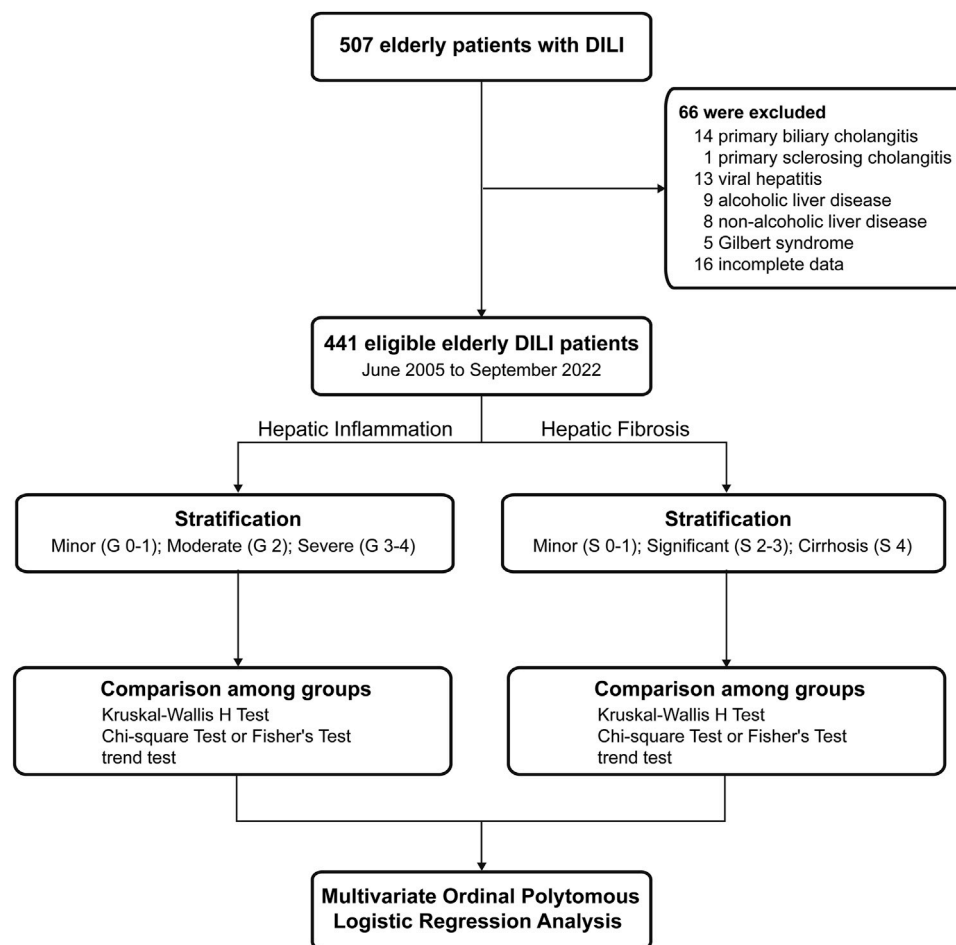 507 elderly patients with DILI
66 were excluded
14 primary biliary cholangitis
1 primary sclerosing cholangitis
13 viral hepatitis
9 alcoholic liver disease
8 non-alcoholic liver disease
5 Gilbert syndrome
16 incomplete data
441 eligible elderly DILI patients
June 2005 to September 2022
Hepatic Inflammation
Hepatic Fibrosis
Stratification
Minor (G 0-1); Moderate (G 2); Severe (G 3-4)
Stratification
Minor (S 0-1); Significant (S 2-3); Cirrhosis (S 4)
Comparison among groups
Kruskal-Wallis H Test
Chi-square Test or Fisher's Test
trend test
Comparison among groups
Kruskal-Wallis H Test
Chi-square Test or Fisher's Test
trend test
Multivariate Ordinal Polytomous
Logistic Regression Analysis